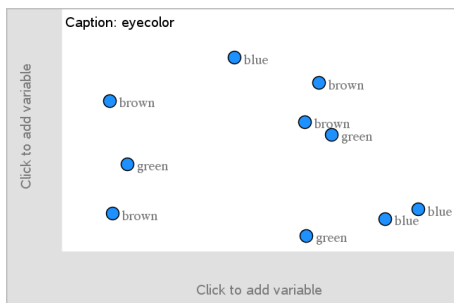 Caption: eyecolor
Click to add variable
blue
brown
brown
brown
green
green
brown
blue
blue
green
Click to add variable